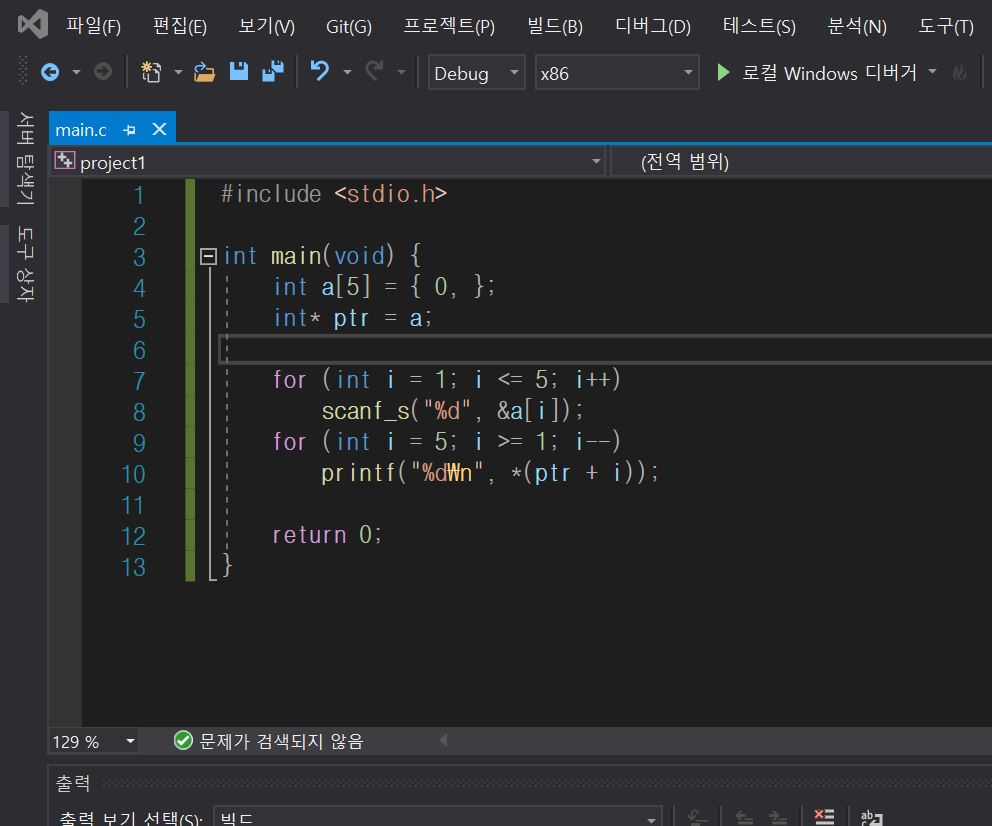 파일(F) 편집(E) 보기(V) Git(G) 프로젝트(P) 빌드(B) 디버그(D) 테스트(S) 분석(N) 도구(T)
Debug x86 로컬 Windows 디버거
서버 탐색기
도구 상자
main.c
project1 (전역 범위)
1 #include <stdio.h>
2
3 int main(void) {
4 int a[5] = { 0, };
5 int* ptr = a;
6
7 for (int i = 1; i <= 5; i++)
8 scanf_s("%d", &a[i]);
9 for (int i = 5; i >= 1; i--)
10 printf("%d₩n", *(ptr + i));
11
12 return 0;
13 }
129 % 문제가 검색되지 않음
출력
출력 보기 선택(S): 빌드